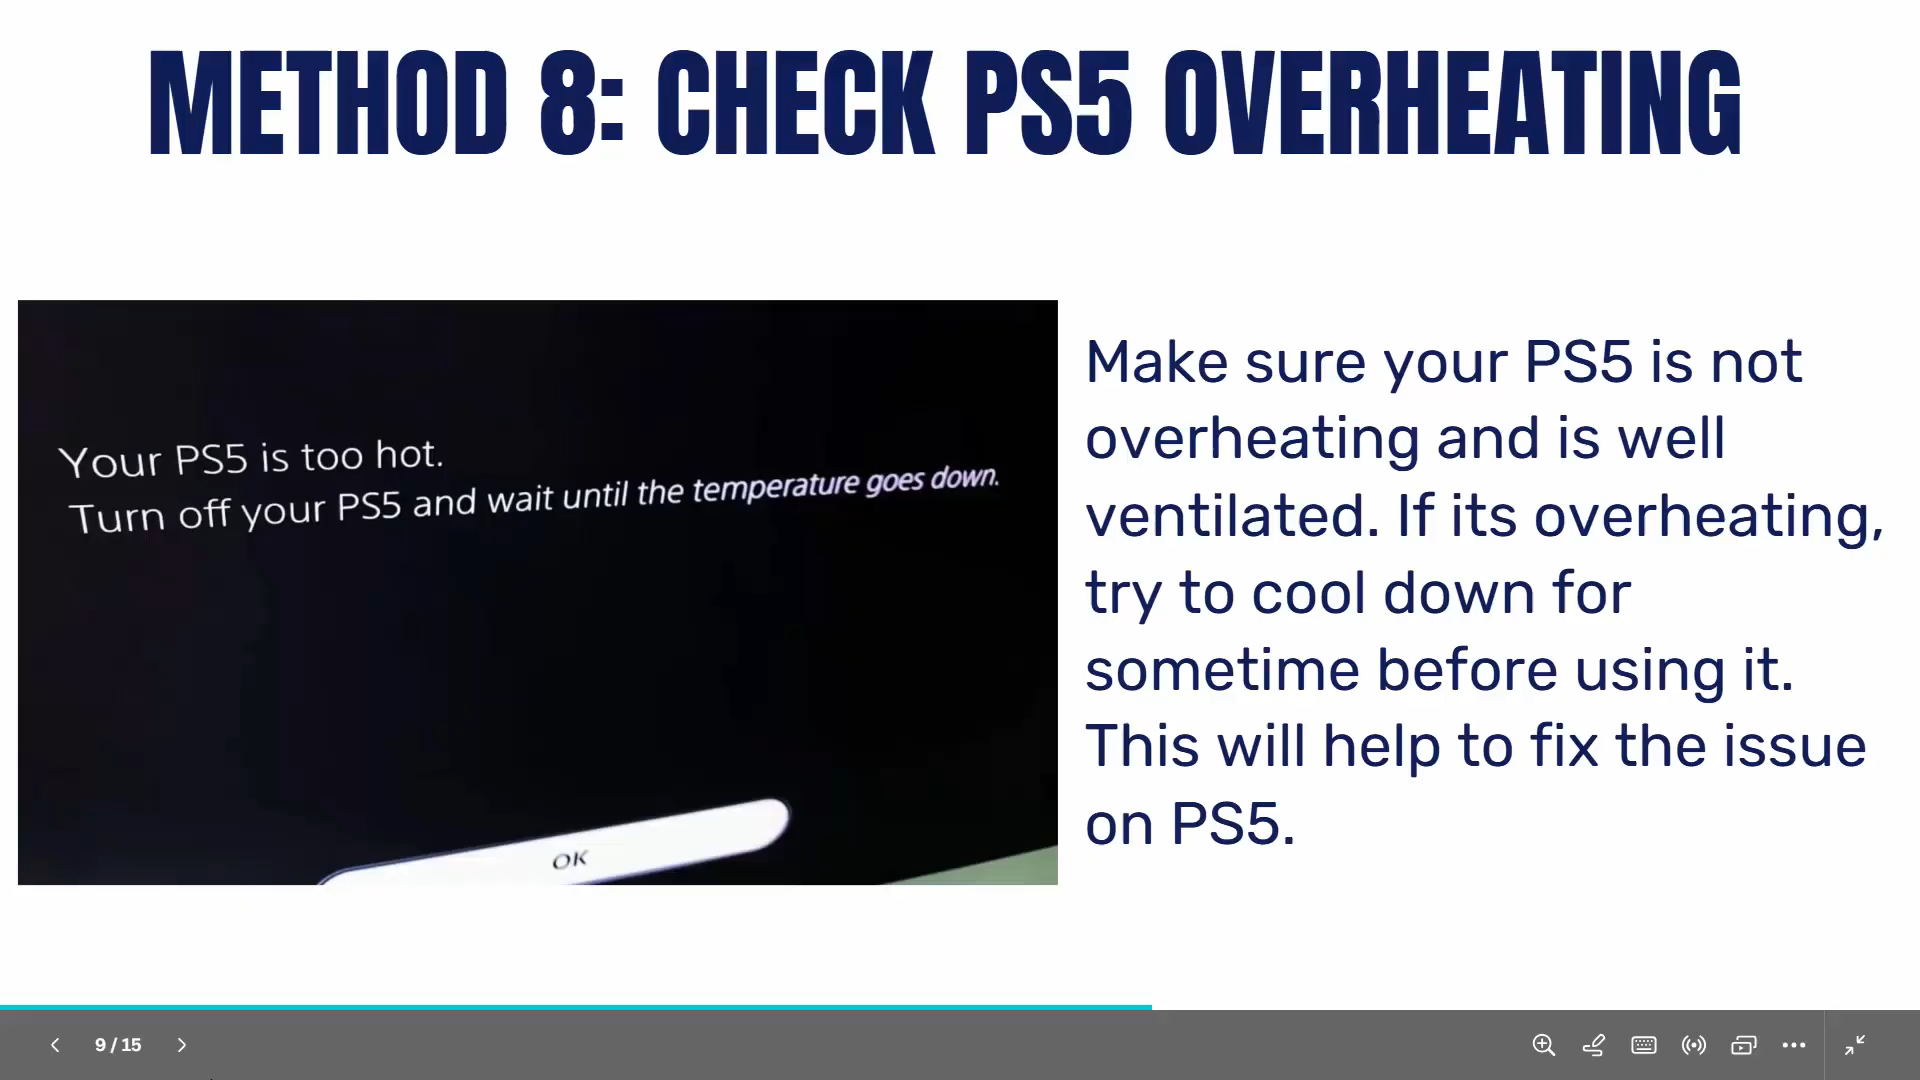 METHOD 8: CHECK PS5 OVERHEATING
Your PS5 is too hot.
Turn off your PS5 and wait until the temperature goes down.
OK
Make sure your PS5 is not
overheating and is well
ventilated. If its overheating,
try to cool down for
sometime before using it.
This will help to fix the issue
on PS5.
9 / 15